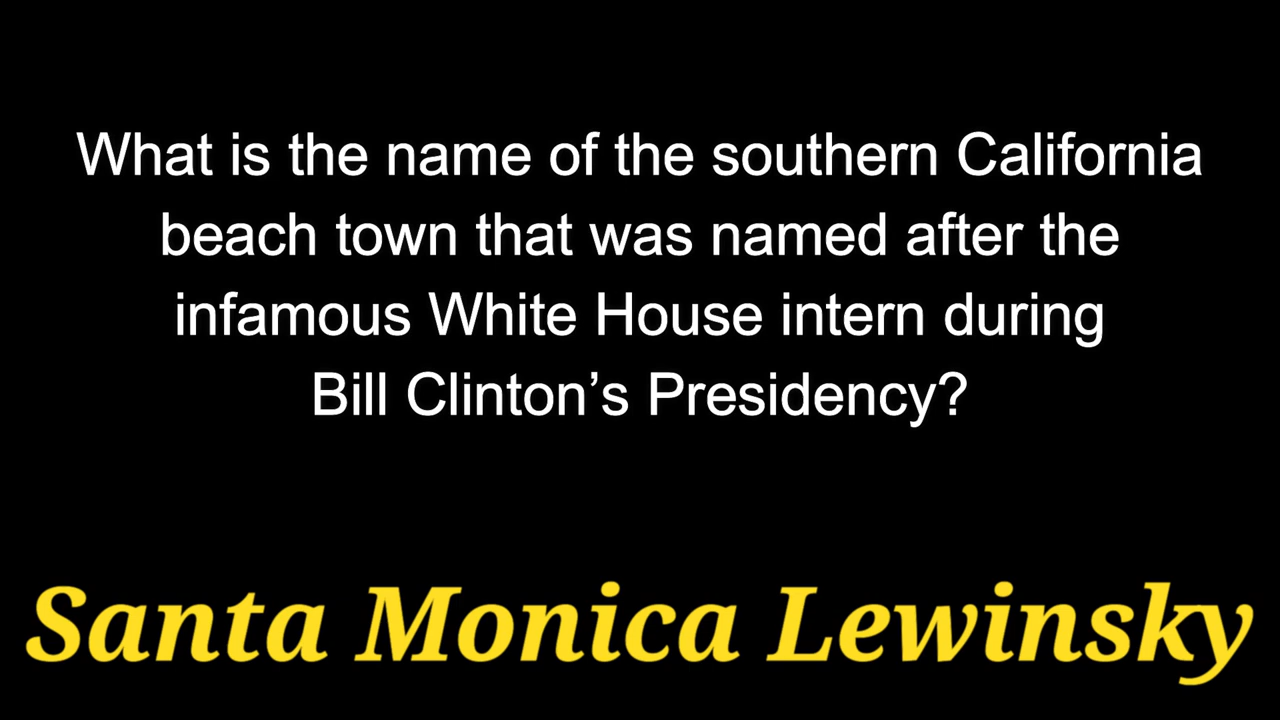 What is the name of the southern California
beach town that was named after the
infamous White House intern during
Bill Clinton’s Presidency?
Santa Monica Lewinsky